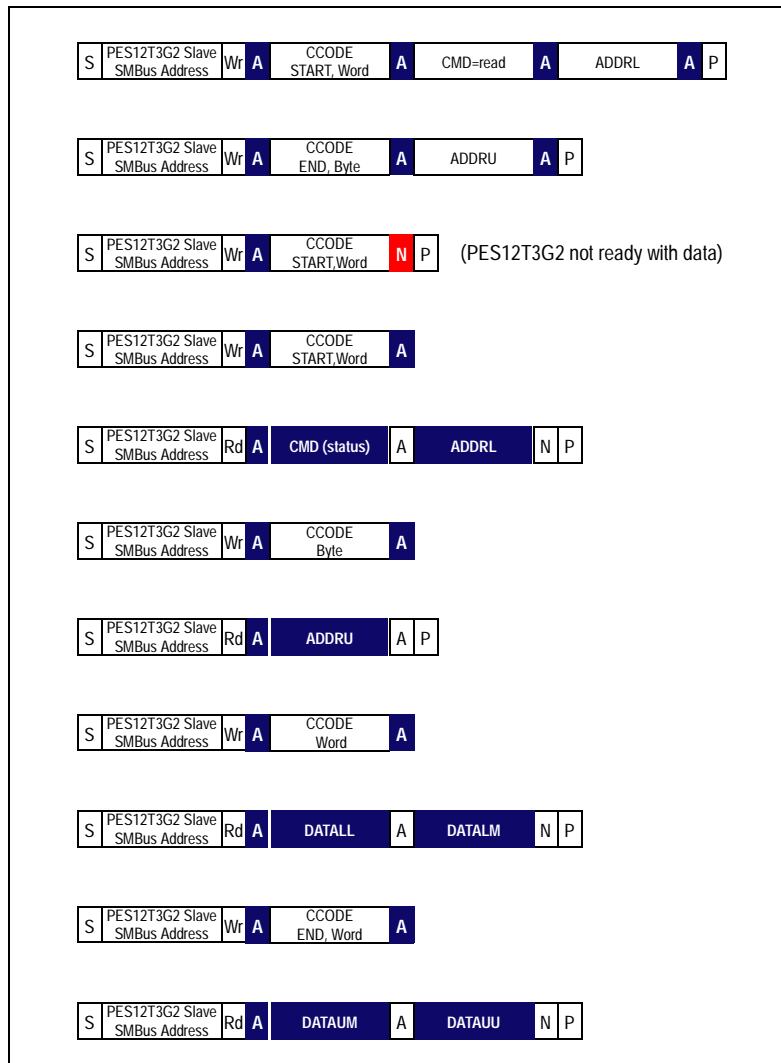 S PES12T3G2 Slave SMBus Address Wr A CCODE START, Word A CMD=read A ADDRL A P
S PES12T3G2 Slave SMBus Address Wr A CCODE END, Byte A ADDRU A P
S PES12T3G2 Slave SMBus Address Wr A CCODE START,Word N P (PES12T3G2 not ready with data)
S PES12T3G2 Slave SMBus Address Wr A CCODE START,Word A
S PES12T3G2 Slave SMBus Address Rd A CMD (status) A ADDRL N P
S PES12T3G2 Slave SMBus Address Wr A CCODE Byte A
S PES12T3G2 Slave SMBus Address Rd A ADDRU A P
S PES12T3G2 Slave SMBus Address Wr A CCODE Word A
S PES12T3G2 Slave SMBus Address Rd A DATALL A DATALM N P
S PES12T3G2 Slave SMBus Address Wr A CCODE END, Word A
S PES12T3G2 Slave SMBus Address Rd A DATAUM A DATAUU N P